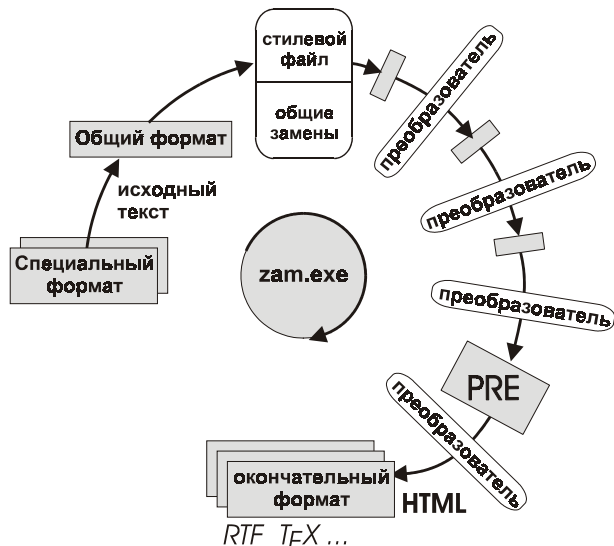 стилевой
файл
общие
замены
преобразователь
Общий формат
преобразователь
исходный
текст
Специальный
формат
zam.exe
преобразователь
PRE
преобразователь
окончательный
формат
HTML
RTF TEX ...